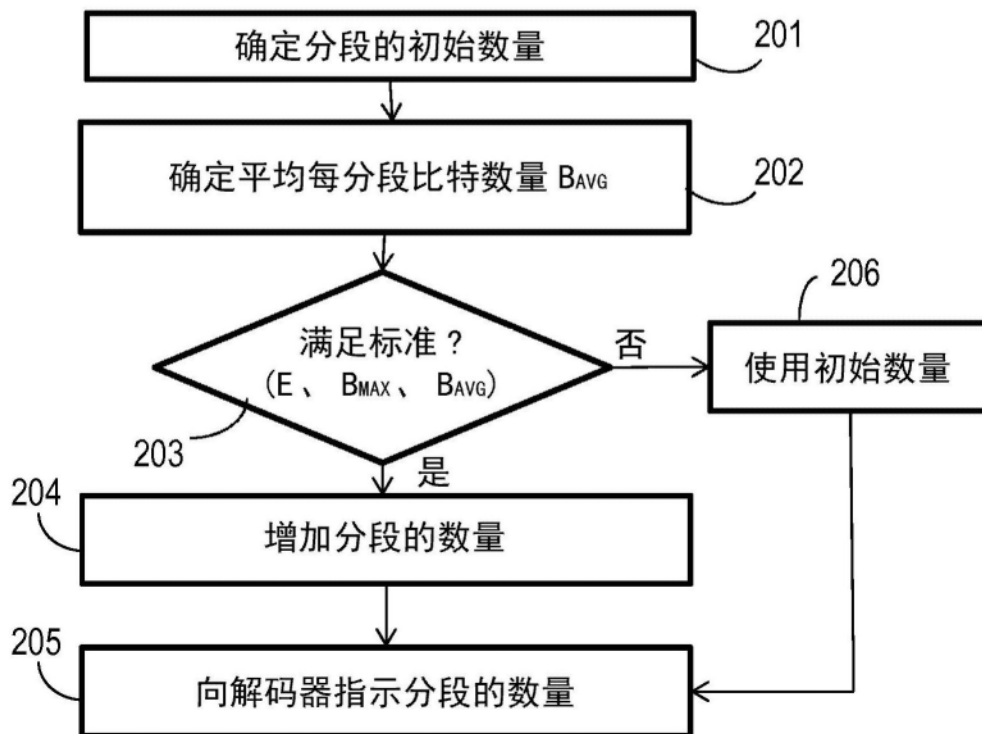 确定分段的初始数量
201
确定平均每分段比特数量 BAVG
202
206
满足标准?
(E、 BMAX、 BAVG)
否
使用初始数量
203
是
204
增加分段的数量
205
向解码器指示分段的数量